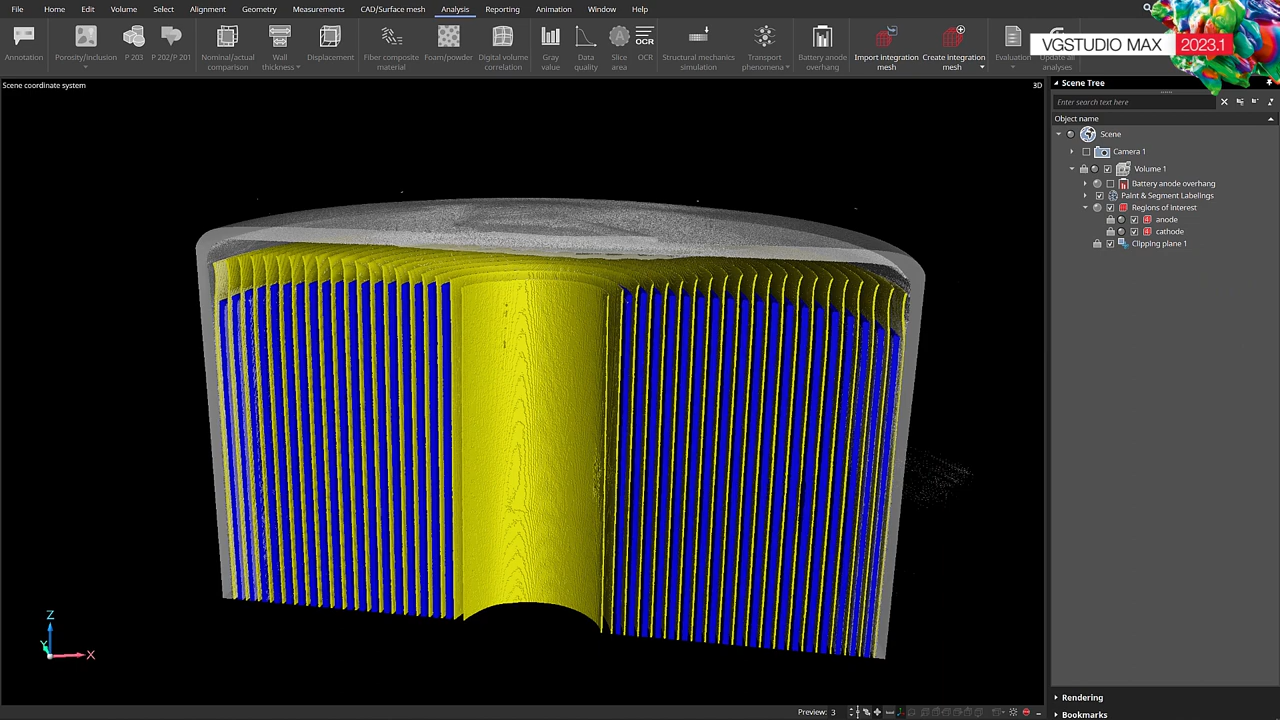 File Home Edit Volume Select Alignment Geometry Measurements CAD/Surface mesh Analysis Reporting Animation Window Help
Annotation
Porosity/inclusion
P 203
P 202/P 201
Nominal/actual
comparison
Wall
thickness
Displacement
Fiber composite
material
Foam/powder
Digital volume
correlation
Gray
value
Data
quality
Slice
area
OCR
OCR
Structural mechanics
simulation
Transport
phenomena
Battery anode
overhang
Import integration
mesh
Create integration
mesh
Evaluation
Update all
analyses
VGSTUDIO MAX 2023.1
Scene coordinate system
3D
Scene Tree
Enter search text here
Object name
Scene
Camera 1
Volume 1
Battery anode overhang
Paint & Segment Labelings
Regions of interest
anode
cathode
Clipping plane 1
Z
Y
X
Rendering
Preview: 3
Bookmarks